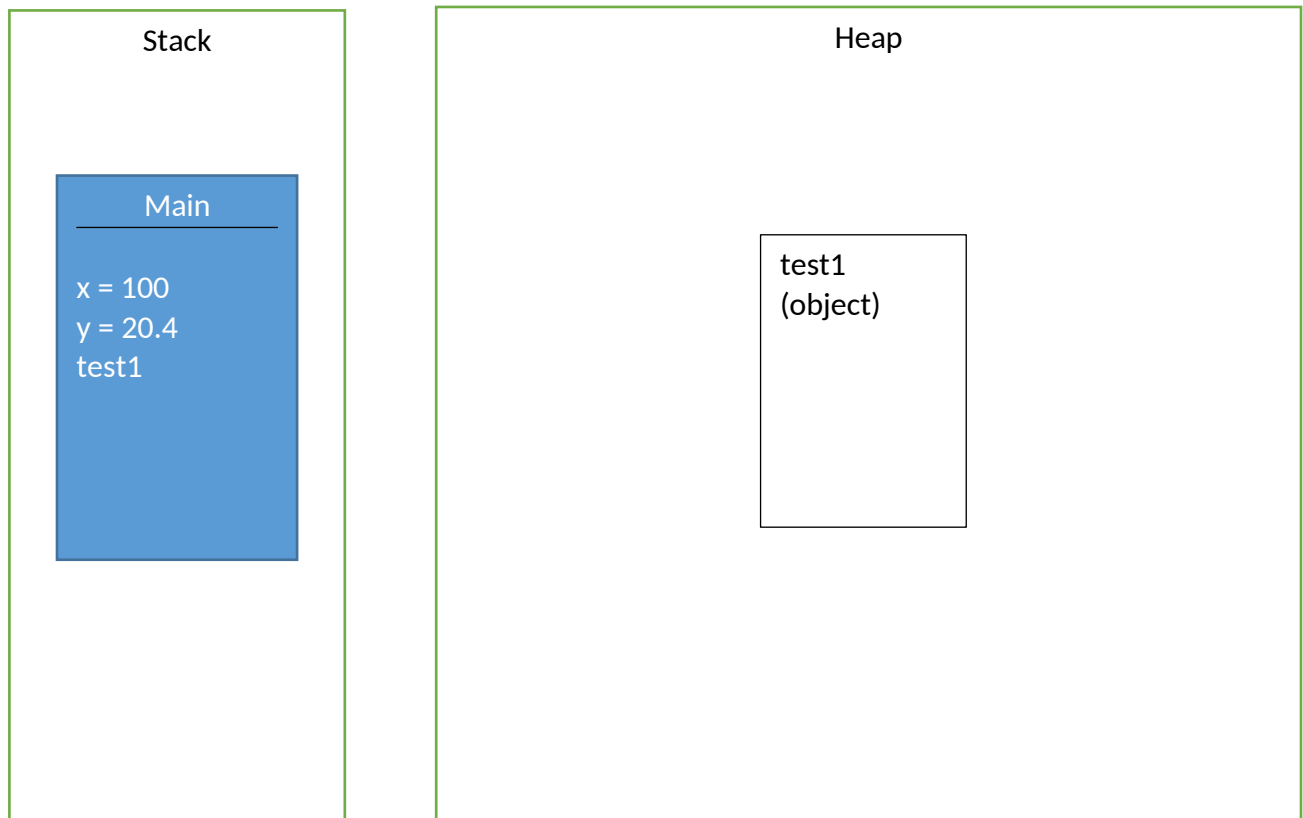 Stack
Main
x = 100
y = 20.4
test1
Heap
test1
(object)